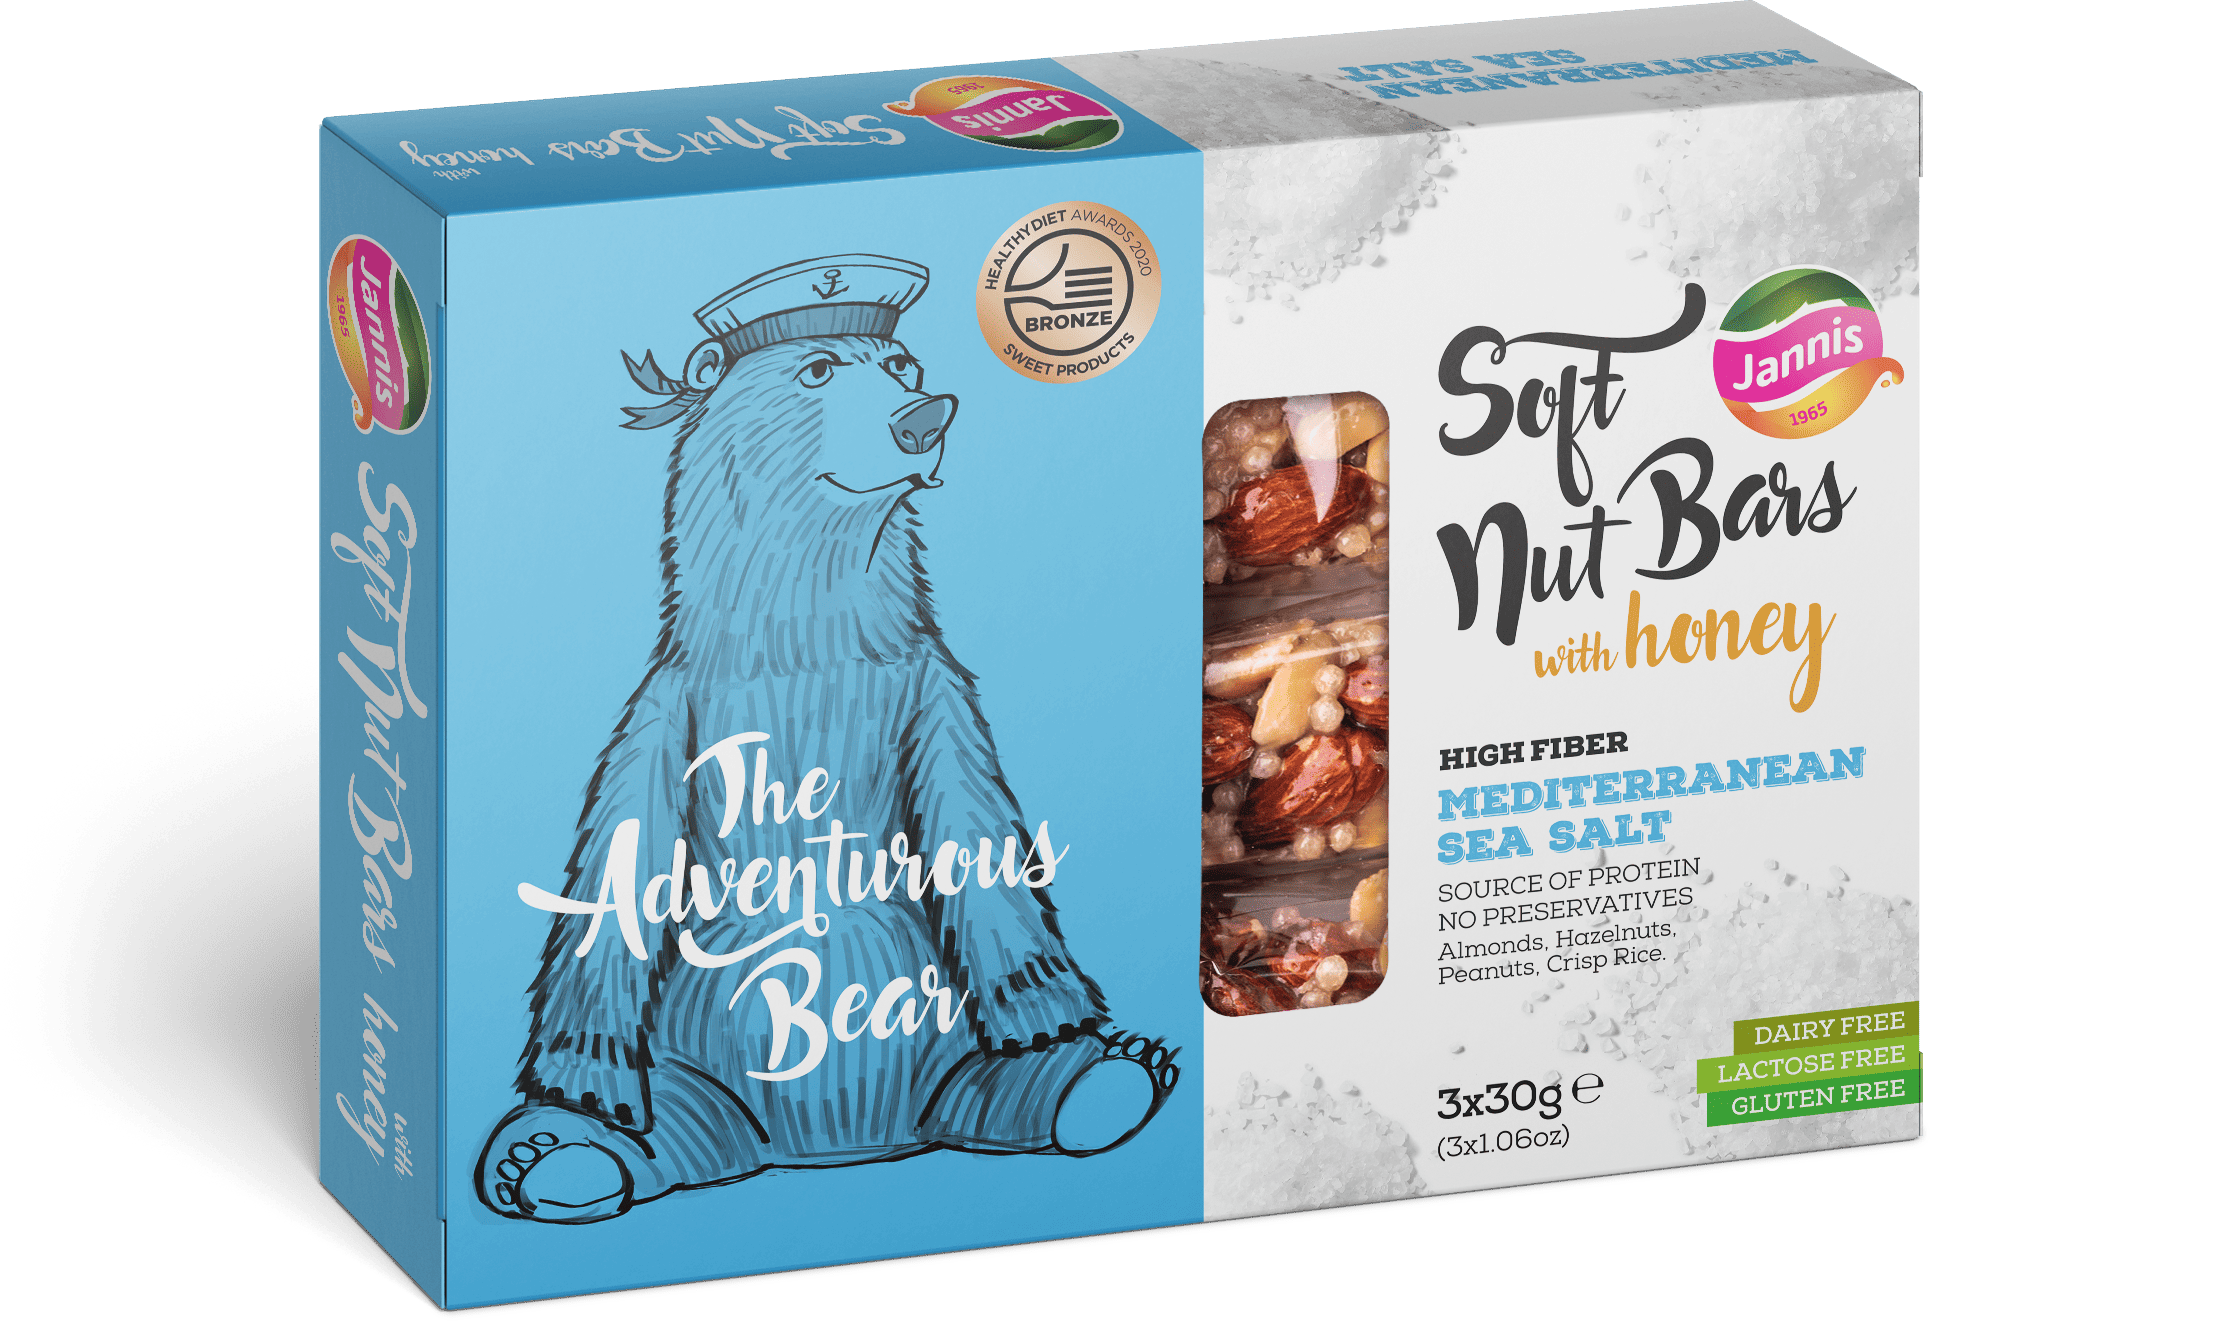 MEDITERRANEAN
SEA SALT
Jannis
1965
Soft Nut Bars
with honey
Jannis
1965
Soft Nut Bars
with honey
HEALTHY DIET AWARDS 2020
BRONZE
SWEET PRODUCTS
The
Adventurous
Bear
Jannis
1965
Soft
Nut Bars
with honey
HIGH FIBER
MEDITERRANEAN
SEA SALT
SOURCE OF PROTEIN
NO PRESERVATIVES
Almonds, Hazelnuts,
Peanuts, Crisp Rice.
3x30g ℮
(3x1.06oz)
DAIRY FREE
LACTOSE FREE
GLUTEN FREE